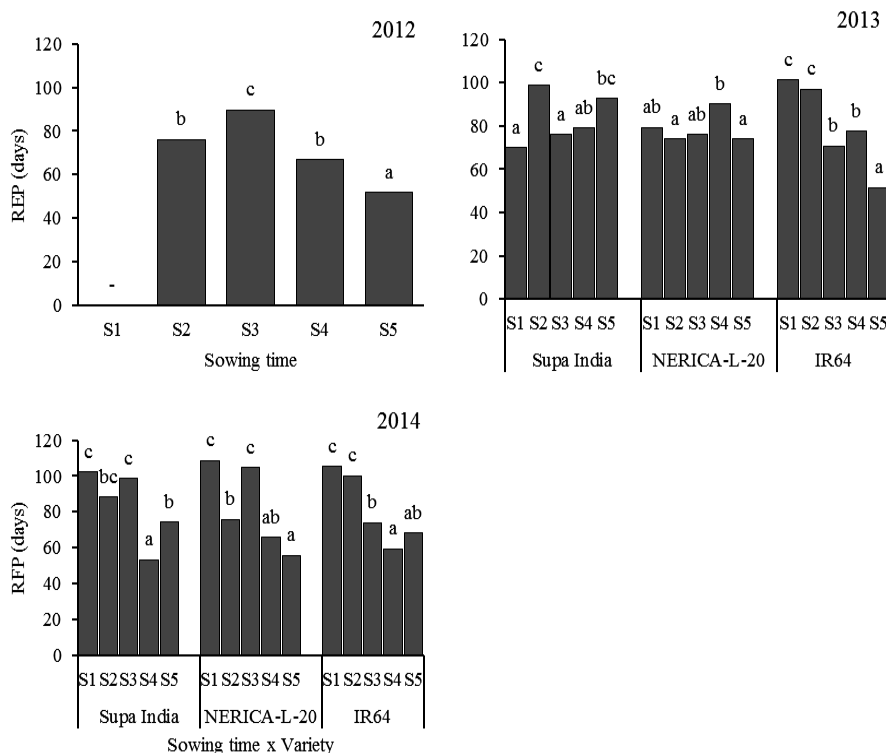 2012
120
100
80
60
40
20
0
REP (days)
-
b
c
b
a
S1 S2 S3 S4 S5
Sowing time
2013
120
100
80
60
40
20
0
a c a ab bc ab a ab b a c c b b a
S1 S2 S3 S4 S5 S1 S2 S3 S4 S5 S1 S2 S3 S4 S5
Supa India NERICA-L-20 IR64
2014
120
100
80
60
40
20
0
RFP (days)
c bc c a b c b c ab a c c b a ab
S1 S2 S3 S4 S5 S1 S2 S3 S4 S5 S1 S2 S3 S4 S5
Supa India NERICA-L-20 IR64
Sowing time x Variety